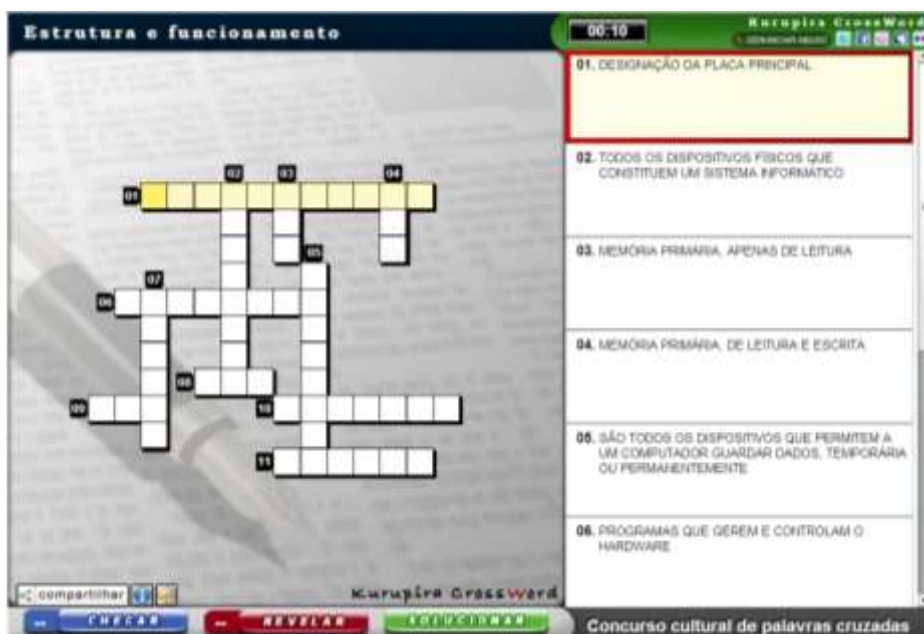 Estrutura e funcionamento
00:10
Kurupira CrossWord
DENUNCIAR ABUSO
01. DESIGNAÇÃO DA PLACA PRINCIPAL
02. TODOS OS DISPOSITIVOS FÍSICOS QUE
CONSTITUEM UM SISTEMA INFORMÁTICO
03. MEMÓRIA PRIMÁRIA, APENAS DE LEITURA
04. MEMÓRIA PRIMÁRIA, DE LEITURA E ESCRITA
05. SÃO TODOS OS DISPOSITIVOS QUE PERMITEM A
UM COMPUTADOR GUARDAR DADOS, TEMPORÁRIA
OU PERMANENTEMENTE
06. PROGRAMAS QUE GEREM E CONTROLAM O
HARDWARE
02 03 04
01
05
07
06
08
09 10
11
compartilhar
Kurupira CrossWord
CHECAR
REVELAR
SOLUCIONAR
Concurso cultural de palavras cruzadas